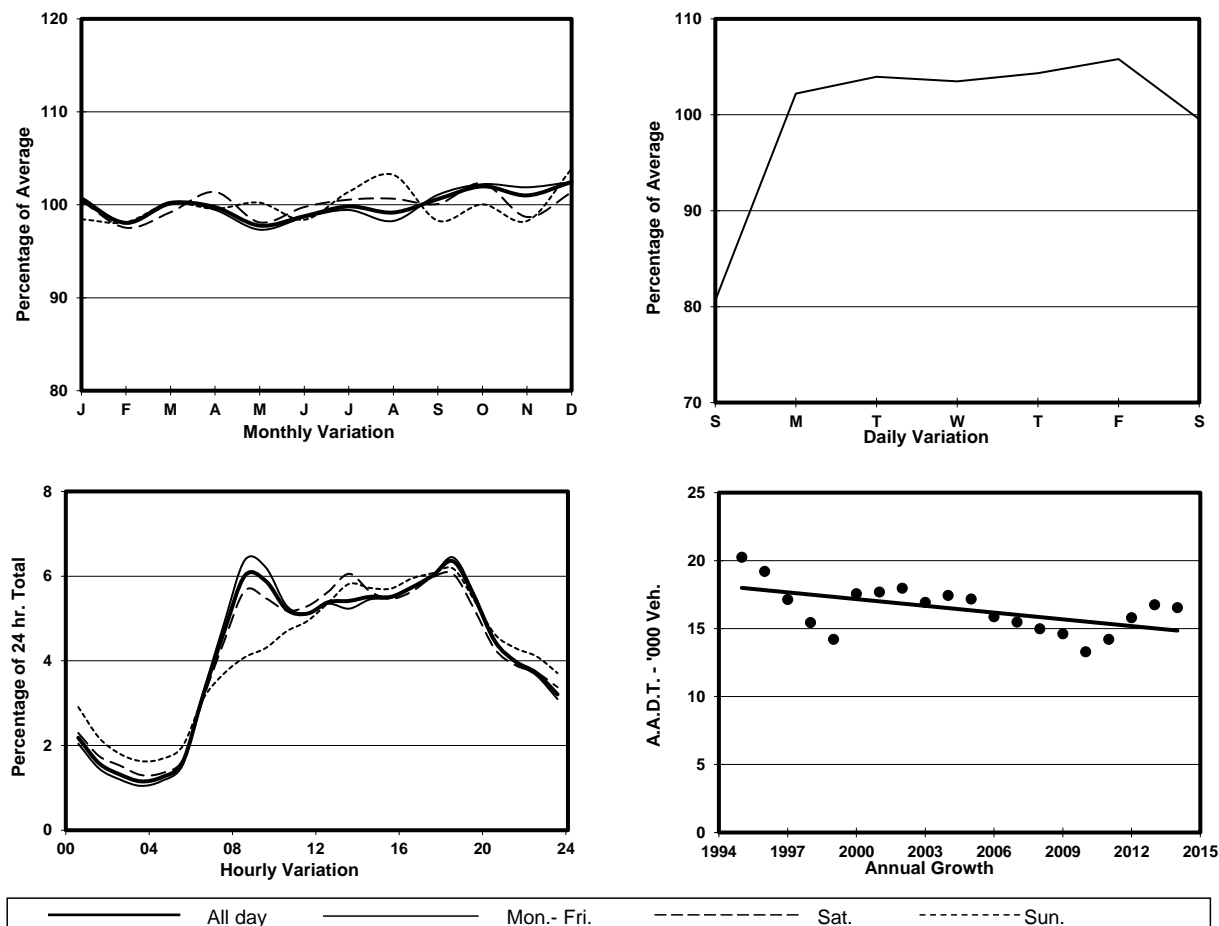 120
110
100
90
80
Percentage of Average
J F M A M J J A S O N D
Monthly Variation
110
100
90
80
70
Percentage of Average
S M T W T F S
Daily Variation
8
6
4
2
0
Percentage of 24 hr. Total
00 04 08 12 16 20 24
Hourly Variation
25
20
15
10
5
0
A.A.D.T. - '000 Veh.
1994 1997 2000 2003 2006 2009 2012 2015
Annual Growth
All day Mon.- Fri. Sat. Sun.